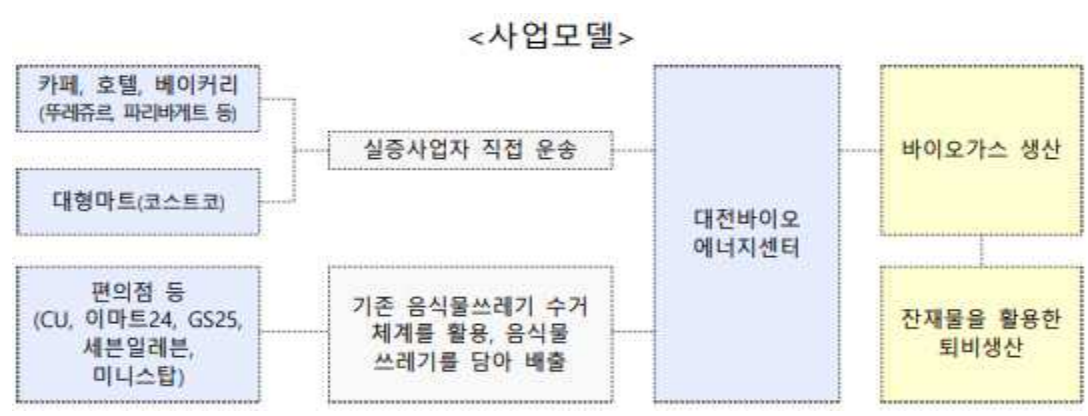 <사업모델>
카페, 호텔, 베이커리
(뚜레쥬르, 파리바게트 등)
대형마트(코스트코)
편의점 등
(CU, 이마트24, GS25,
세븐일레븐,
미니스탑)
실증사업자 직접 운송
기존 음식물쓰레기 수거
체계를 활용, 음식물
쓰레기를 담아 배출
대전바이오
에너지센터
바이오가스 생산
잔재물을 활용한
퇴비생산